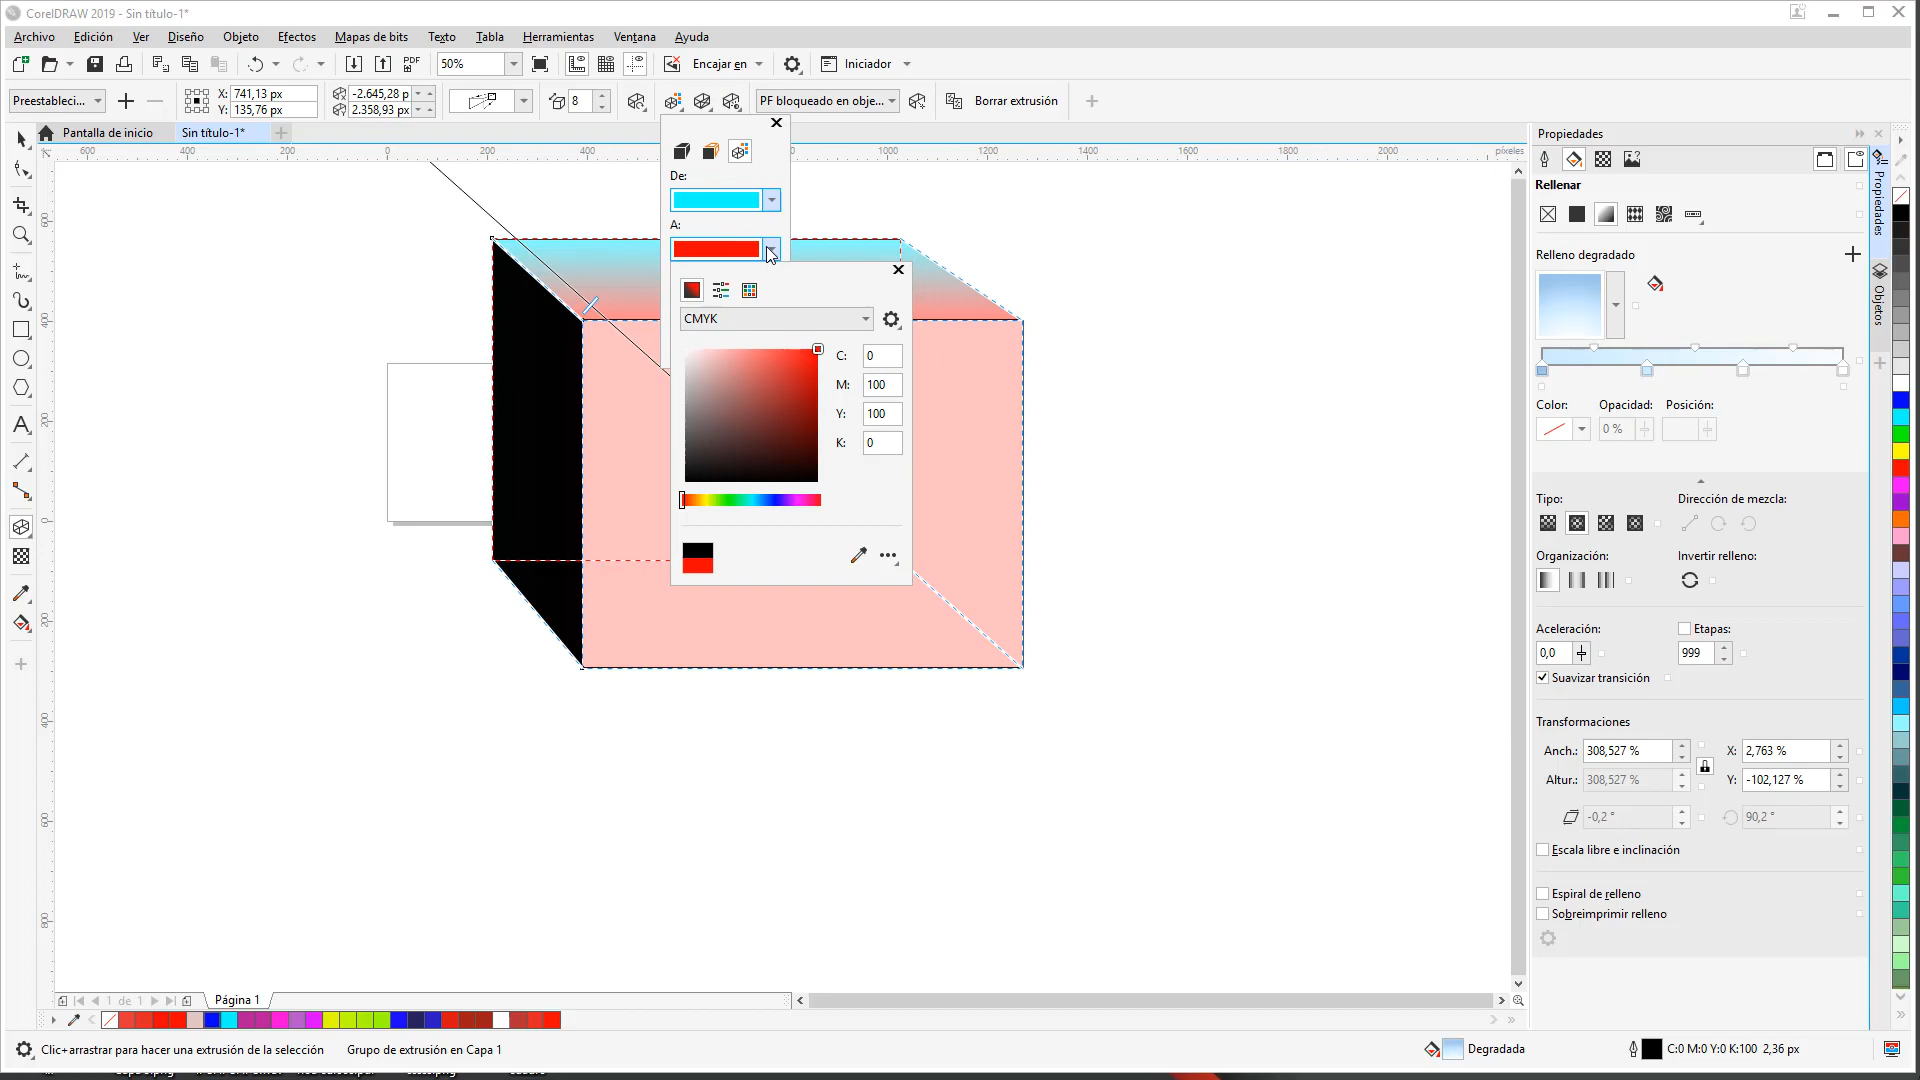 CorelDRAW 2019 - Sin título-1*
Archivo Edición Ver Diseño Objeto Efectos Mapas de bits Texto Tabla Herramientas Ventana Ayuda
PDF 50% Encajar en Iniciador
Preestableci... X: 741,13 px -2.645,28 p 8 PF bloqueado en obje... Borrar extrusión
Y: 135,76 px 2.358,93 px
Pantalla de inicio Sin título-1*
600 400 200 0 200 400 800 1000 1200 1400 1600 1800 2000 píxeles
600
400
200
0
200
400
600
800
De:
A:
CMYK
C: 0
M: 100
Y: 100
K: 0
Propiedades
Rellenar
Relleno degradado
Color: Opacidad: Posición:
0 %
Tipo: Dirección de mezcla:
Organización: Invertir relleno:
Aceleración: Etapas:
0,0 999
Suavizar transición
Transformaciones
Anch.: 308,527 % X: 2,763 %
Altur.: 308,527 % Y: -102,127 %
-0,2 ° 90,2 °
Escala libre e inclinación
Espiral de relleno
Sobreimprimir relleno
Propiedades
Objetos
1 de 1 Página 1
Clic+arrastrar para hacer una extrusión de la selección Grupo de extrusión en Capa 1 Degradada C:0 M:0 Y:0 K:100 2,36 px